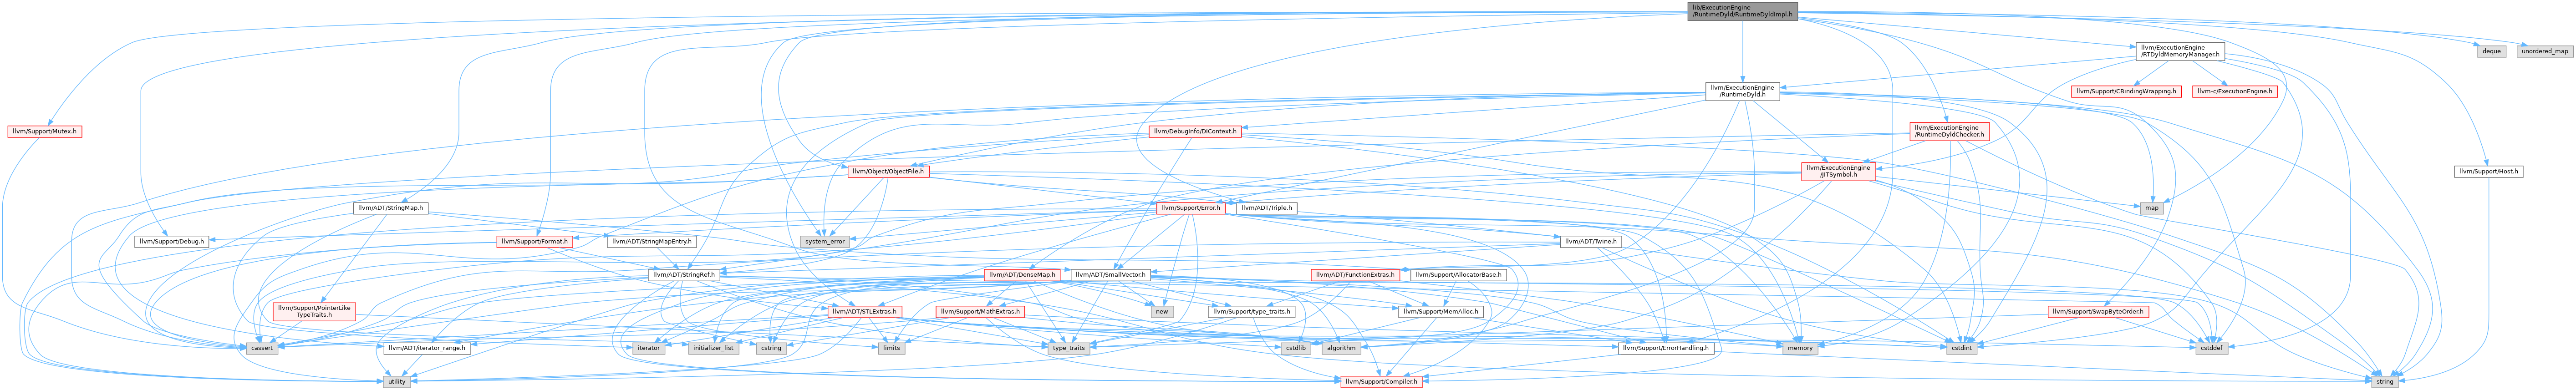 lib/ExecutionEngine
/RuntimeDyld/RuntimeDyldImpl.h
llvm/ExecutionEngine
/RTDyldMemoryManager.h
deque
unordered_map
llvm/ExecutionEngine
/RuntimeDyld.h
llvm/Support/CBindingWrapping.h
llvm-c/ExecutionEngine.h
llvm/Support/Mutex.h
llvm/DebugInfo/DIContext.h
llvm/ExecutionEngine
/RuntimeDyldChecker.h
llvm/Object/ObjectFile.h
llvm/ExecutionEngine
/JITSymbol.h
llvm/Support/Host.h
llvm/ADT/StringMap.h
llvm/Support/Error.h
llvm/ADT/Triple.h
map
llvm/Support/Debug.h
llvm/Support/Format.h
llvm/ADT/StringMapEntry.h
system_error
llvm/ADT/Twine.h
llvm/ADT/StringRef.h
llvm/ADT/DenseMap.h
llvm/ADT/SmallVector.h
llvm/ADT/FunctionExtras.h
llvm/Support/AllocatorBase.h
llvm/Support/PointerLike
TypeTraits.h
llvm/ADT/STLExtras.h
llvm/Support/MathExtras.h
new
llvm/Support/type_traits.h
llvm/Support/MemAlloc.h
llvm/Support/SwapByteOrder.h
cassert
llvm/ADT/iterator_range.h
iterator
initializer_list
cstring
limits
type_traits
cstdlib
algorithm
llvm/Support/ErrorHandling.h
memory
cstdint
cstddef
utility
llvm/Support/Compiler.h
string